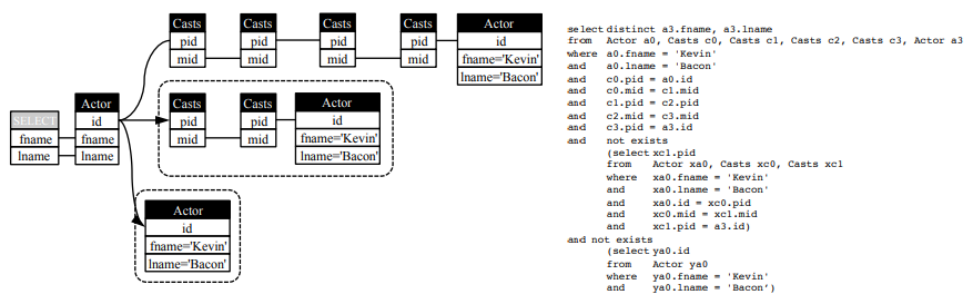 Casts Casts Casts Casts Actor
pid pid pid pid id
mid mid mid mid fname='Kevin'
lname='Bacon'
Actor Casts Casts Actor
SELECT id pid pid id
fname fname mid mid fname='Kevin'
lname lname lname='Bacon'
Actor
id
fname='Kevin'
lname='Bacon'
select distinct a3.fname, a3.lname
from Actor a0, Casts c0, Casts c1, Casts c2, Casts c3, Actor a3
where a0.fname = 'Kevin'
and a0.lname = 'Bacon'
and c0.pid = a0.id
and c0.mid = c1.mid
and c1.pid = c2.pid
and c2.mid = c3.mid
and c3.pid = a3.id
and not exists
(select xc1.pid
from Actor xa0, Casts xc0, Casts xc1
where xa0.fname = 'Kevin'
and xa0.lname = 'Bacon'
and xa0.id = xc0.pid
and xc0.mid = xc1.mid
and xc1.pid = a3.id)
and not exists
(select ya0.id
from Actor ya0
where ya0.fname = 'Kevin'
and ya0.lname = 'Bacon')